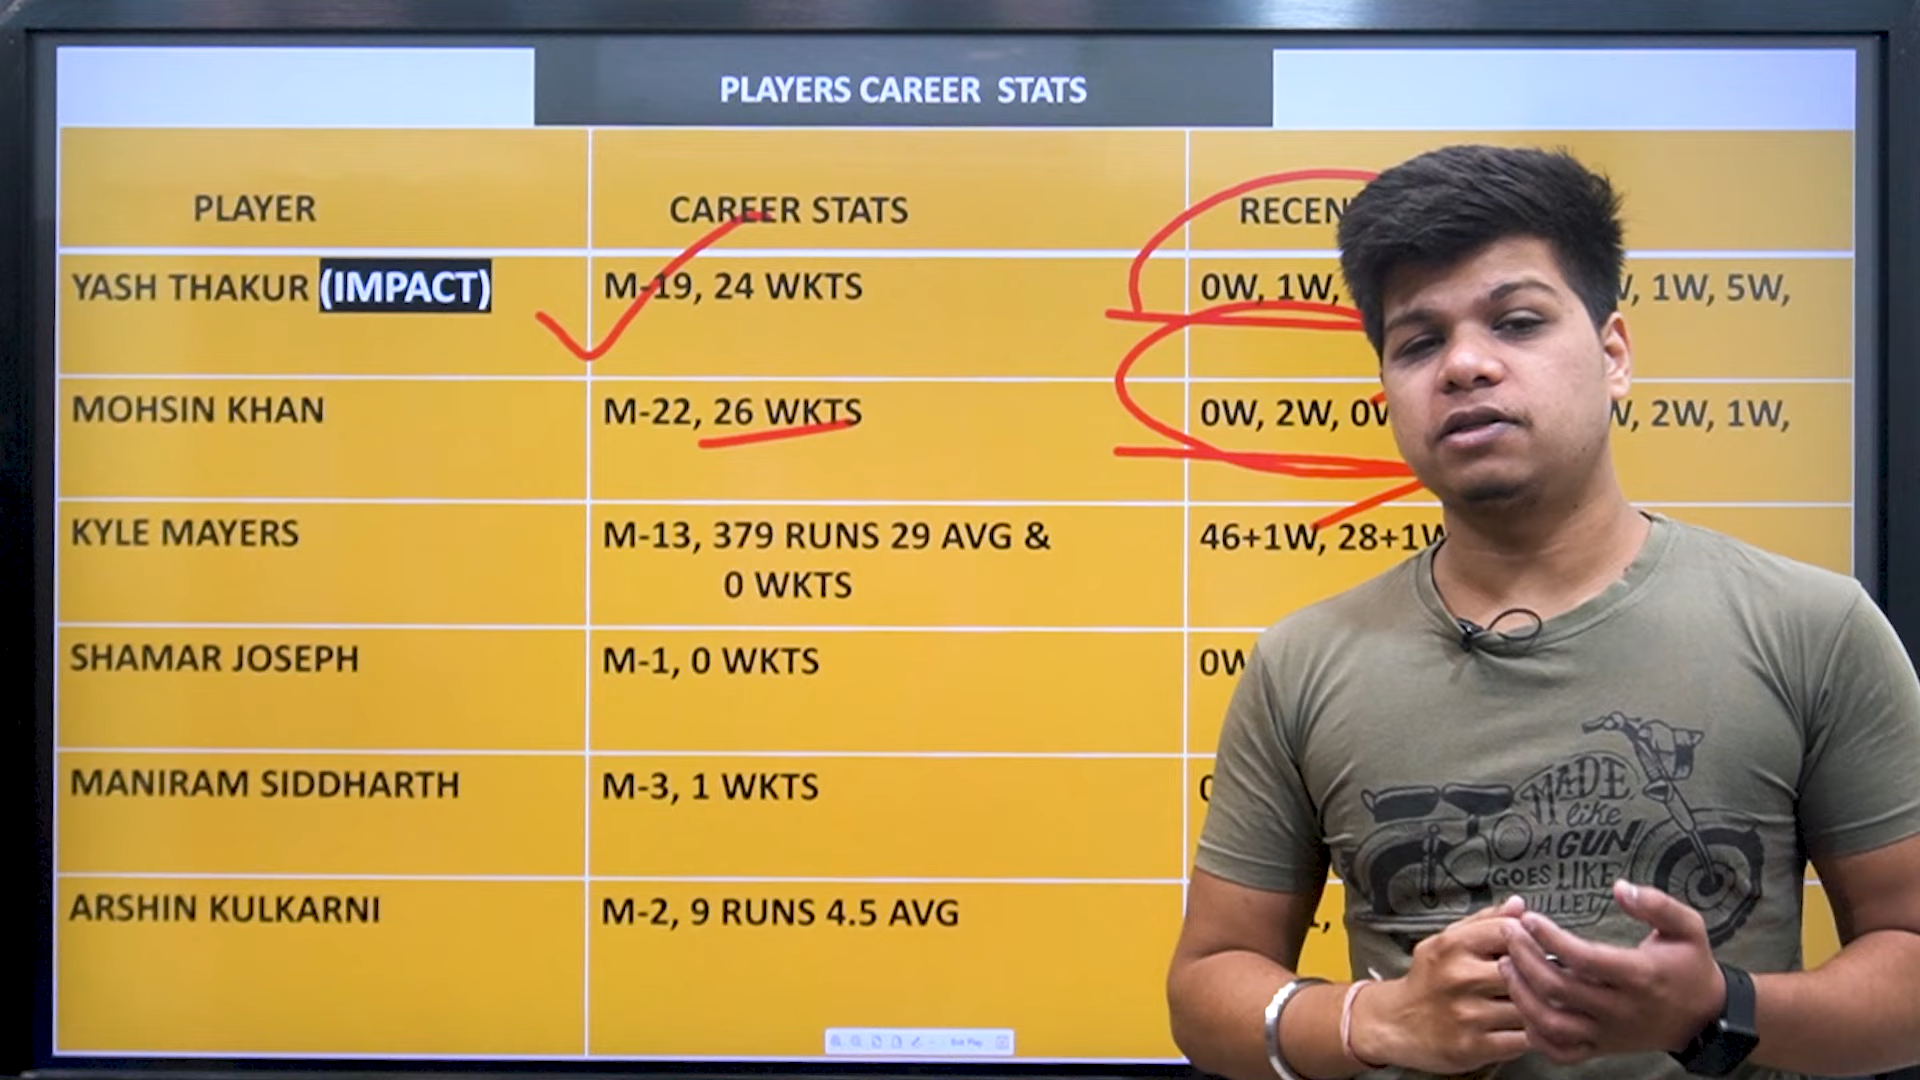 PLAYERS CAREER STATS
PLAYER CAREER STATS
YASH THAKUR (IMPACT) M-19, 24 WKTS 0W, 1W, 1W, 5W,
MOHSIN KHAN M-22, 26 WKTS 0W, 2W, 2W, 1W,
KYLE MAYERS M-13, 379 RUNS 29 AVG & 46+1W, 28+1W
0 WKTS
SHAMAR JOSEPH M-1, 0 WKTS 0W
MANIRAM SIDDHARTH M-3, 1 WKTS
ARSHIN KULKARNI M-2, 9 RUNS 4.5 AVG
MADE
like
A GUN
GOES LIKE